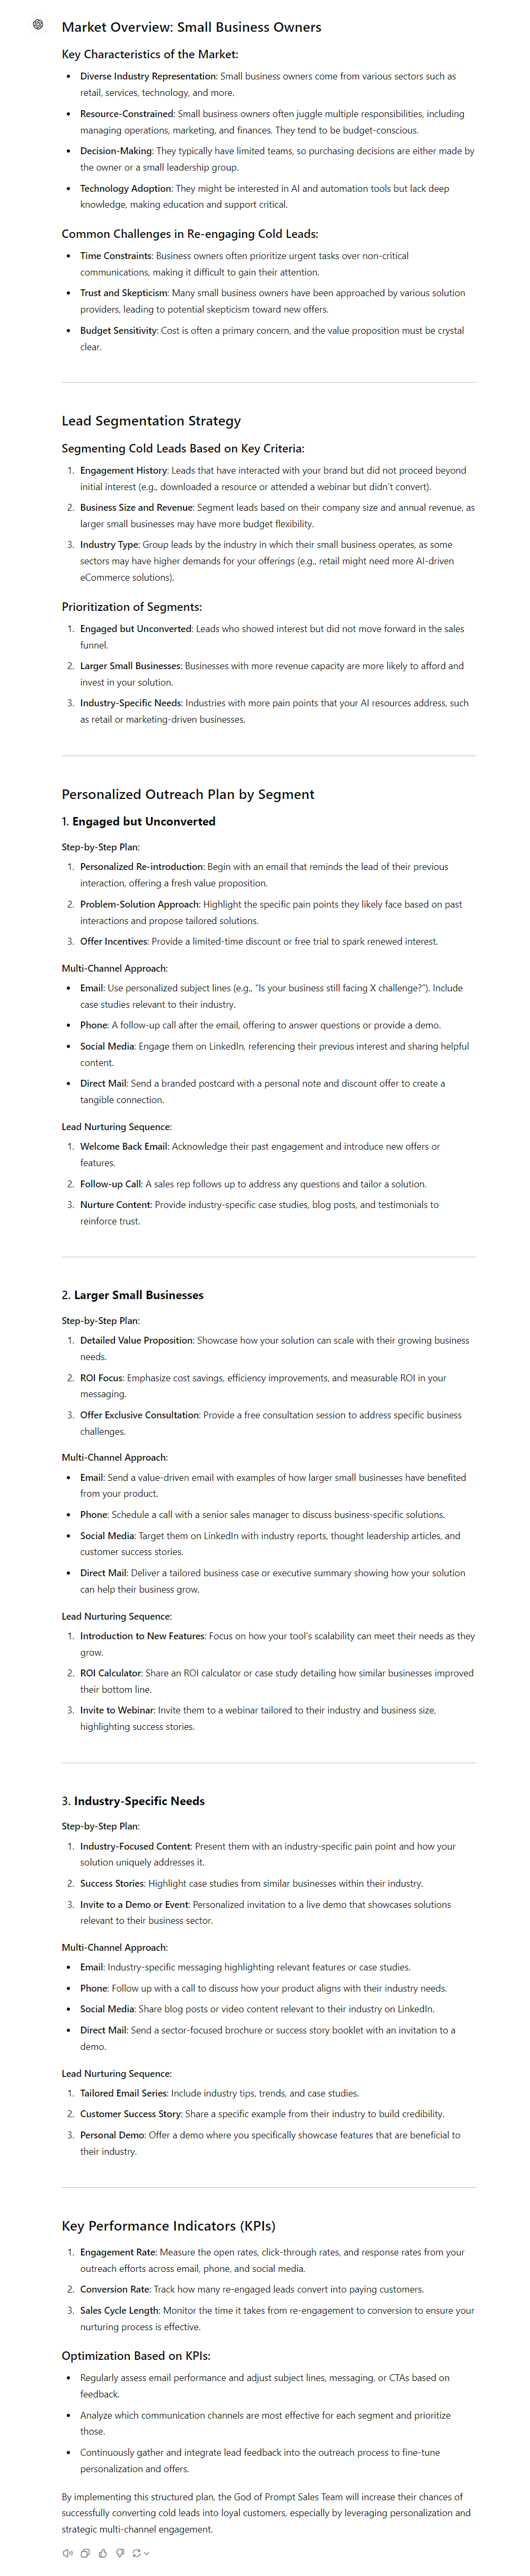 Market Overview: Small Business Owners
Key Characteristics of the Market:
• Diverse Industry Representation: Small business owners come from various sectors such as
retail, services, technology, and more.
• Resource-Constrained: Small business owners often juggle multiple responsibilities, including
managing operations, marketing, and finances. They tend to be budget-conscious.
• Decision-Making: They typically have limited teams, so purchasing decisions are either made by
the owner or a small leadership group.
• Technology Adoption: They might be interested in AI and automation tools but lack deep
knowledge, making education and support critical.
Common Challenges in Re-engaging Cold Leads:
• Time Constraints: Business owners often prioritize urgent tasks over non-critical
communications, making it difficult to gain their attention.
• Trust and Skepticism: Many small business owners have been approached by various solution
providers, leading to potential skepticism toward new offers.
• Budget Sensitivity: Cost is often a primary concern, and the value proposition must be crystal
clear.
Lead Segmentation Strategy
Segmenting Cold Leads Based on Key Criteria:
1. Engagement History: Leads that have interacted with your brand but did not proceed beyond
initial interest (e.g., downloaded a resource or attended a webinar but didn't convert).
2. Business Size and Revenue: Segment leads based on their company size and annual revenue, as
larger small businesses may have more budget flexibility.
3. Industry Type: Group leads by the industry in which their small business operates, as some
sectors may have higher demands for your offerings (e.g., retail might need more AI-driven
eCommerce solutions).
Prioritization of Segments:
1. Engaged but Unconverted: Leads who showed interest but did not move forward in the sales
funnel.
2. Larger Small Businesses: Businesses with more revenue capacity are more likely to afford and
invest in your solution.
3. Industry-Specific Needs: Industries with more pain points that your AI resources address, such
as retail or marketing-driven businesses.
Personalized Outreach Plan by Segment
1. Engaged but Unconverted
Step-by-Step Plan:
1. Personalized Re-introduction: Begin with an email that reminds the lead of their previous
interaction, offering a fresh value proposition.
2. Problem-Solution Approach: Highlight the specific pain points they likely face based on past
interactions and propose tailored solutions.
3. Offer Incentives: Provide a limited-time discount or free trial to spark renewed interest.
Multi-Channel Approach:
• Email: Use personalized subject lines (e.g., "Is your business still facing X challenge?"). Include
case studies relevant to their industry.
• Phone: A follow-up call after the email, offering to answer questions or provide a demo.
• Social Media: Engage them on LinkedIn, referencing their previous interest and sharing helpful
content.
• Direct Mail: Send a branded postcard with a personal note and discount offer to create a
tangible connection.
Lead Nurturing Sequence:
1. Welcome Back Email: Acknowledge their past engagement and introduce new offers or
features.
2. Follow-up Call: A sales rep follows up to address any questions and tailor a solution.
3. Nurture Content: Provide industry-specific case studies, blog posts, and testimonials to
reinforce trust.
2. Larger Small Businesses
Step-by-Step Plan:
1. Detailed Value Proposition: Showcase how your solution can scale with their growing business
needs.
2. ROI Focus: Emphasize cost savings, efficiency improvements, and measurable ROI in your
messaging.
3. Offer Exclusive Consultation: Provide a free consultation session to address specific business
challenges.
Multi-Channel Approach:
• Email: Send a value-driven email with examples of how larger small businesses have benefited
from your product.
• Phone: Schedule a call with a senior sales manager to discuss business-specific solutions.
• Social Media: Target them on LinkedIn with industry reports, thought leadership articles, and
customer success stories.
• Direct Mail: Deliver a tailored business case or executive summary showing how your solution
can help their business grow.
Lead Nurturing Sequence:
1. Introduction to New Features: Focus on how your tool's scalability can meet their needs as they
grow.
2. ROI Calculator: Share an ROI calculator or case study detailing how similar businesses improved
their bottom line.
3. Invite to Webinar: Invite them to a webinar tailored to their industry and business size,
highlighting success stories.
3. Industry-Specific Needs
Step-by-Step Plan:
1. Industry-Focused Content: Present them with an industry-specific pain point and how your
solution uniquely addresses it.
2. Success Stories: Highlight case studies from similar businesses within their industry.
3. Invite to a Demo or Event: Personalized invitation to a live demo that showcases solutions
relevant to their business sector.
Multi-Channel Approach:
• Email: Industry-specific messaging highlighting relevant features or case studies.
• Phone: Follow up with a call to discuss how your product aligns with their industry needs.
• Social Media: Share blog posts or video content relevant to their industry on LinkedIn.
• Direct Mail: Send a sector-focused brochure or success story booklet with an invitation to a
demo.
Lead Nurturing Sequence:
1. Tailored Email Series: Include industry tips, trends, and case studies.
2. Customer Success Story: Share a specific example from their industry to build credibility.
3. Personal Demo: Offer a demo where you specifically showcase features that are beneficial to
their industry.
Key Performance Indicators (KPIs)
1. Engagement Rate: Measure the open rates, click-through rates, and response rates from your
outreach efforts across email, phone, and social media.
2. Conversion Rate: Track how many re-engaged leads convert into paying customers.
3. Sales Cycle Length: Monitor the time it takes from re-engagement to conversion to ensure your
nurturing process is effective.
Optimization Based on KPIs:
• Regularly assess email performance and adjust subject lines, messaging, or CTAs based on
feedback.
• Analyze which communication channels are most effective for each segment and prioritize
those.
• Continuously gather and integrate lead feedback into the outreach process to fine-tune
personalization and offers.
By implementing this structured plan, the God of Prompt Sales Team will increase their chances of
successfully converting cold leads into loyal customers, especially by leveraging personalization and
strategic multi-channel engagement.